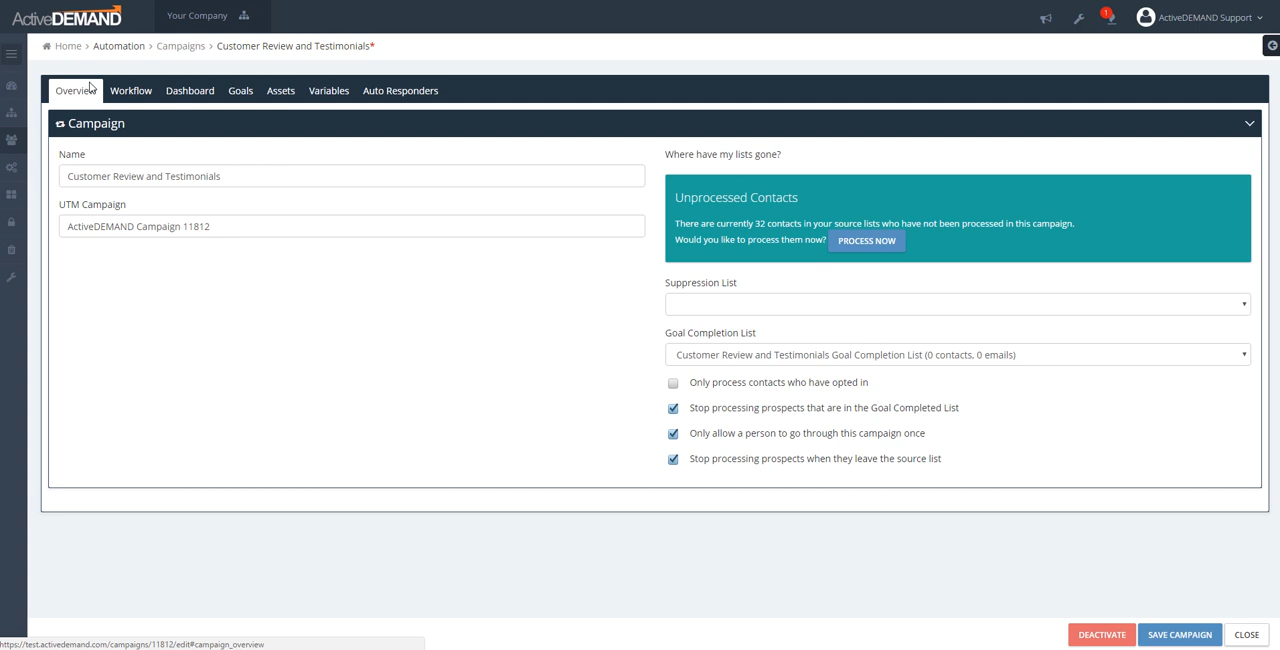 ActiveDEMAND
Your Company
1
ActiveDEMAND Support
Home > Automation > Campaigns > Customer Review and Testimonials*
Overview Workflow Dashboard Goals Assets Variables Auto Responders
Campaign
Name
Customer Review and Testimonials
UTM Campaign
ActiveDEMAND Campaign 11812
Where have my lists gone?
Unprocessed Contacts
There are currently 32 contacts in your source lists who have not been processed in this campaign.
Would you like to process them now? PROCESS NOW
Suppression List
Goal Completion List
Customer Review and Testimonials Goal Completion List (0 contacts, 0 emails)
Only process contacts who have opted in
Stop processing prospects that are in the Goal Completed List
Only allow a person to go through this campaign once
Stop processing prospects when they leave the source list
DEACTIVATE SAVE CAMPAIGN CLOSE
https://test.activedemand.com/campaigns/11812/edit#campaign_overview